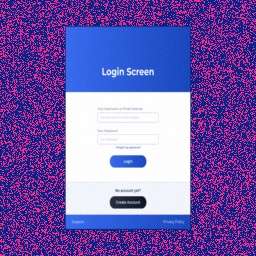 Login Screen
Your Username or Email Address
Your Password
Forgot my password
Login
No account yet?
Create Account
Support
Privacy Policy